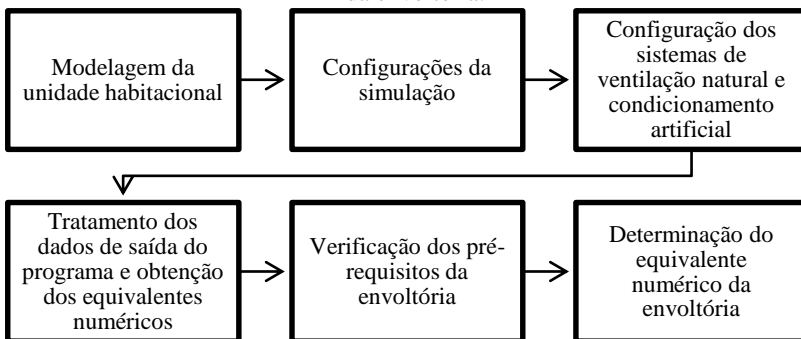 Modelagem da
unidade habitacional
Configurações da
simulação
Configuração dos
sistemas de
ventilação natural e
condicionamento
artificial
Tratamento dos
dados de saída do
programa e obtenção
dos equivalentes
numéricos
Verificação dos pré-
requisitos da
envoltória
Determinação do
equivalente
numérico da
envoltória